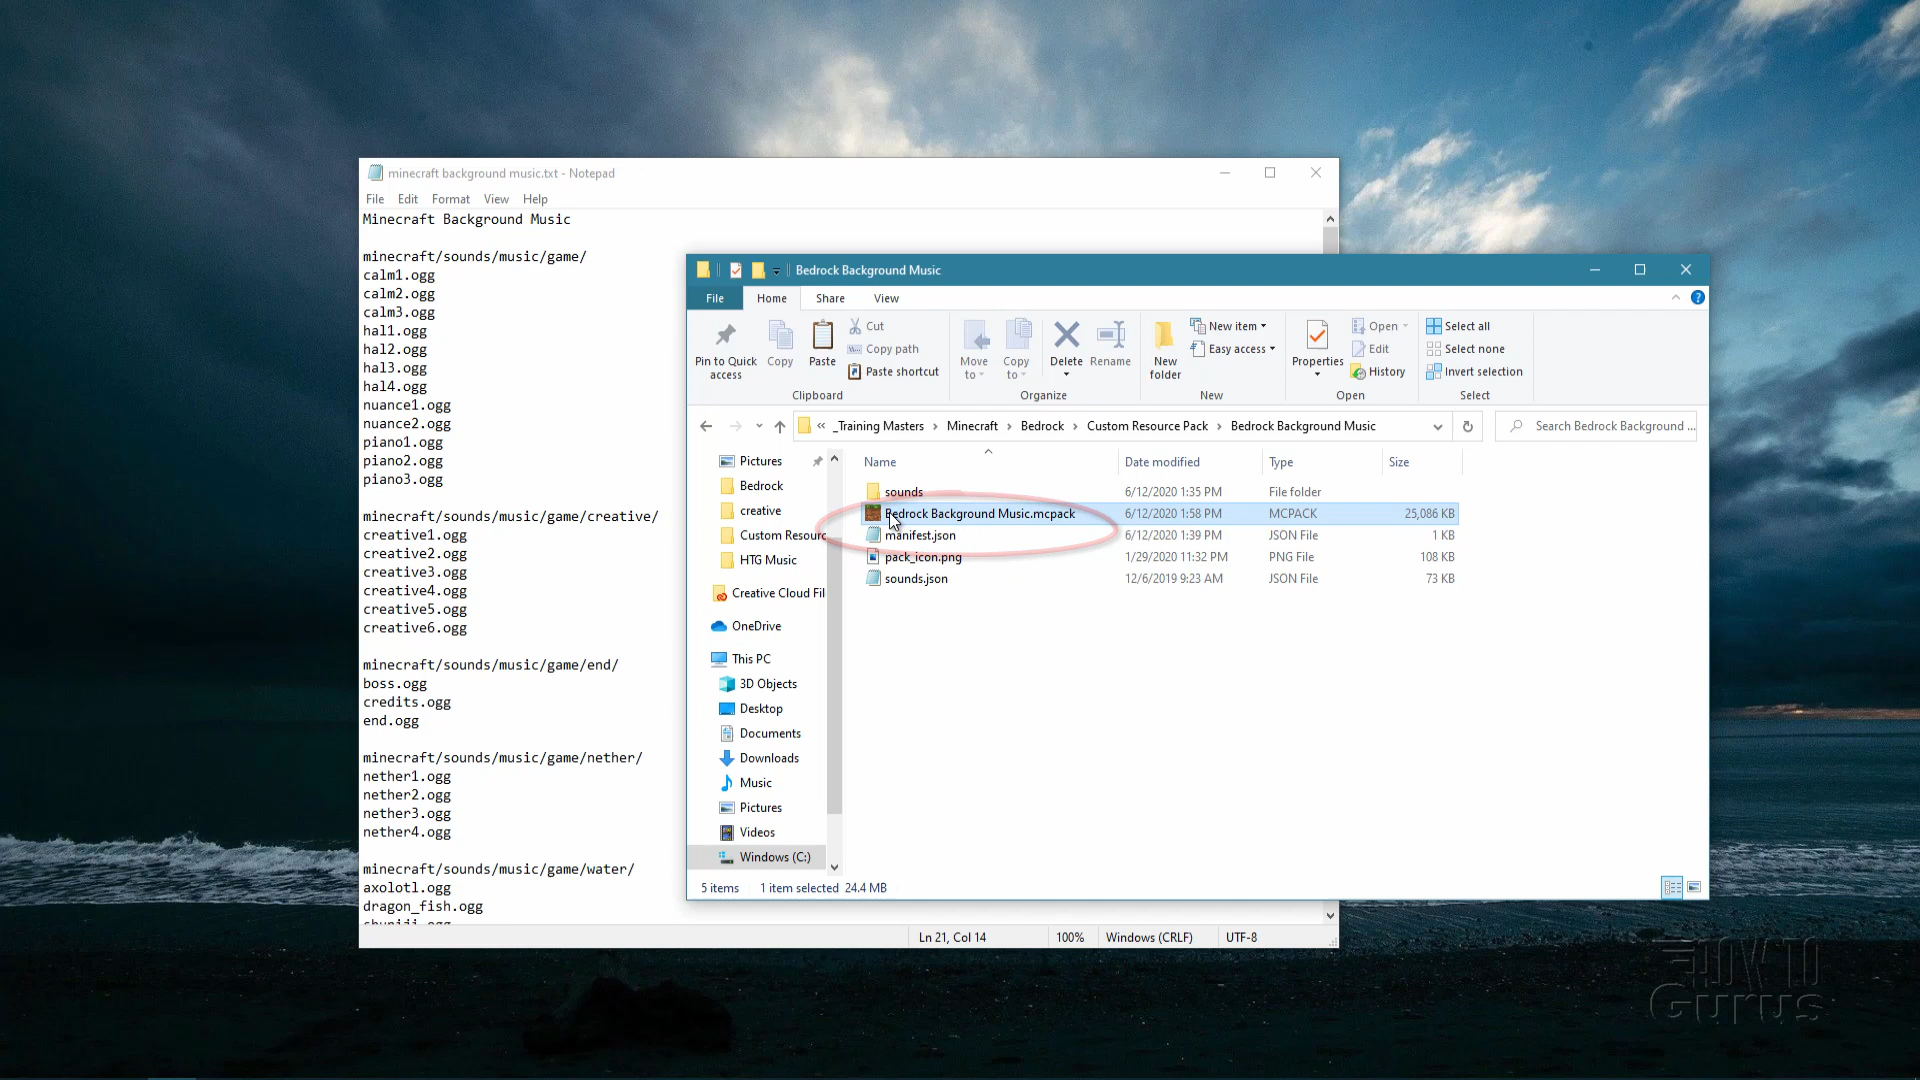 minecraft background music.txt - Notepad
File Edit Format View Help
Minecraft Background Music
minecraft/sounds/music/game/
calm1.ogg
calm2.ogg
calm3.ogg
hal1.ogg
hal2.ogg
hal3.ogg
hal4.ogg
nuance1.ogg
nuance2.ogg
piano1.ogg
piano2.ogg
piano3.ogg
minecraft/sounds/music/game/creative/
creative1.ogg
creative2.ogg
creative3.ogg
creative4.ogg
creative5.ogg
creative6.ogg
minecraft/sounds/music/game/end/
boss.ogg
credits.ogg
end.ogg
minecraft/sounds/music/game/nether/
nether1.ogg
nether2.ogg
nether3.ogg
nether4.ogg
minecraft/sounds/music/game/water/
axolotl.ogg
dragon_fish.ogg
Ln 21, Col 14 100% Windows (CRLF) UTF-8
Bedrock Background Music
File Home Share View
Pin to Quick access
Copy
Paste
Cut
Copy path
Paste shortcut
Clipboard
Move to
Copy to
Delete
Rename
Organize
New folder
New item
Easy access
New
Properties
Open
Edit
History
Open
Select all
Select none
Invert selection
Select
« _Training Masters › Minecraft › Bedrock › Custom Resource Pack › Bedrock Background Music
Search Bedrock Background ...
Pictures
Bedrock
creative
Custom Resourc
HTG Music
Creative Cloud Fil
OneDrive
This PC
3D Objects
Desktop
Documents
Downloads
Music
Pictures
Videos
Windows (C:)
Name Date modified Type Size
sounds 6/12/2020 1:35 PM File folder
Bedrock Background Music.mcpack 6/12/2020 1:58 PM MCPACK 25,086 KB
manifest.json 6/12/2020 1:39 PM JSON File 1 KB
pack_icon.png 1/29/2020 11:32 PM PNG File 108 KB
sounds.json 12/6/2019 9:23 AM JSON File 73 KB
5 items 1 item selected 24.4 MB
HOW TO
GURUS